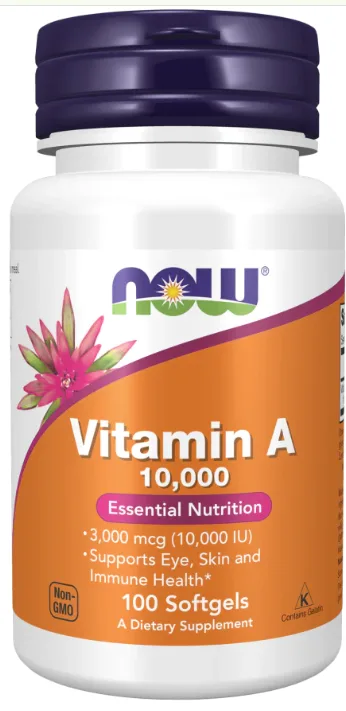 NOW®
Vitamin A
10,000
Essential Nutrition
•3,000 mcg (10,000 IU)
•Supports Eye, Skin and
Immune Health*
Non-
GMO
100 Softgels
A Dietary Supplement
K
Contains Gelatin